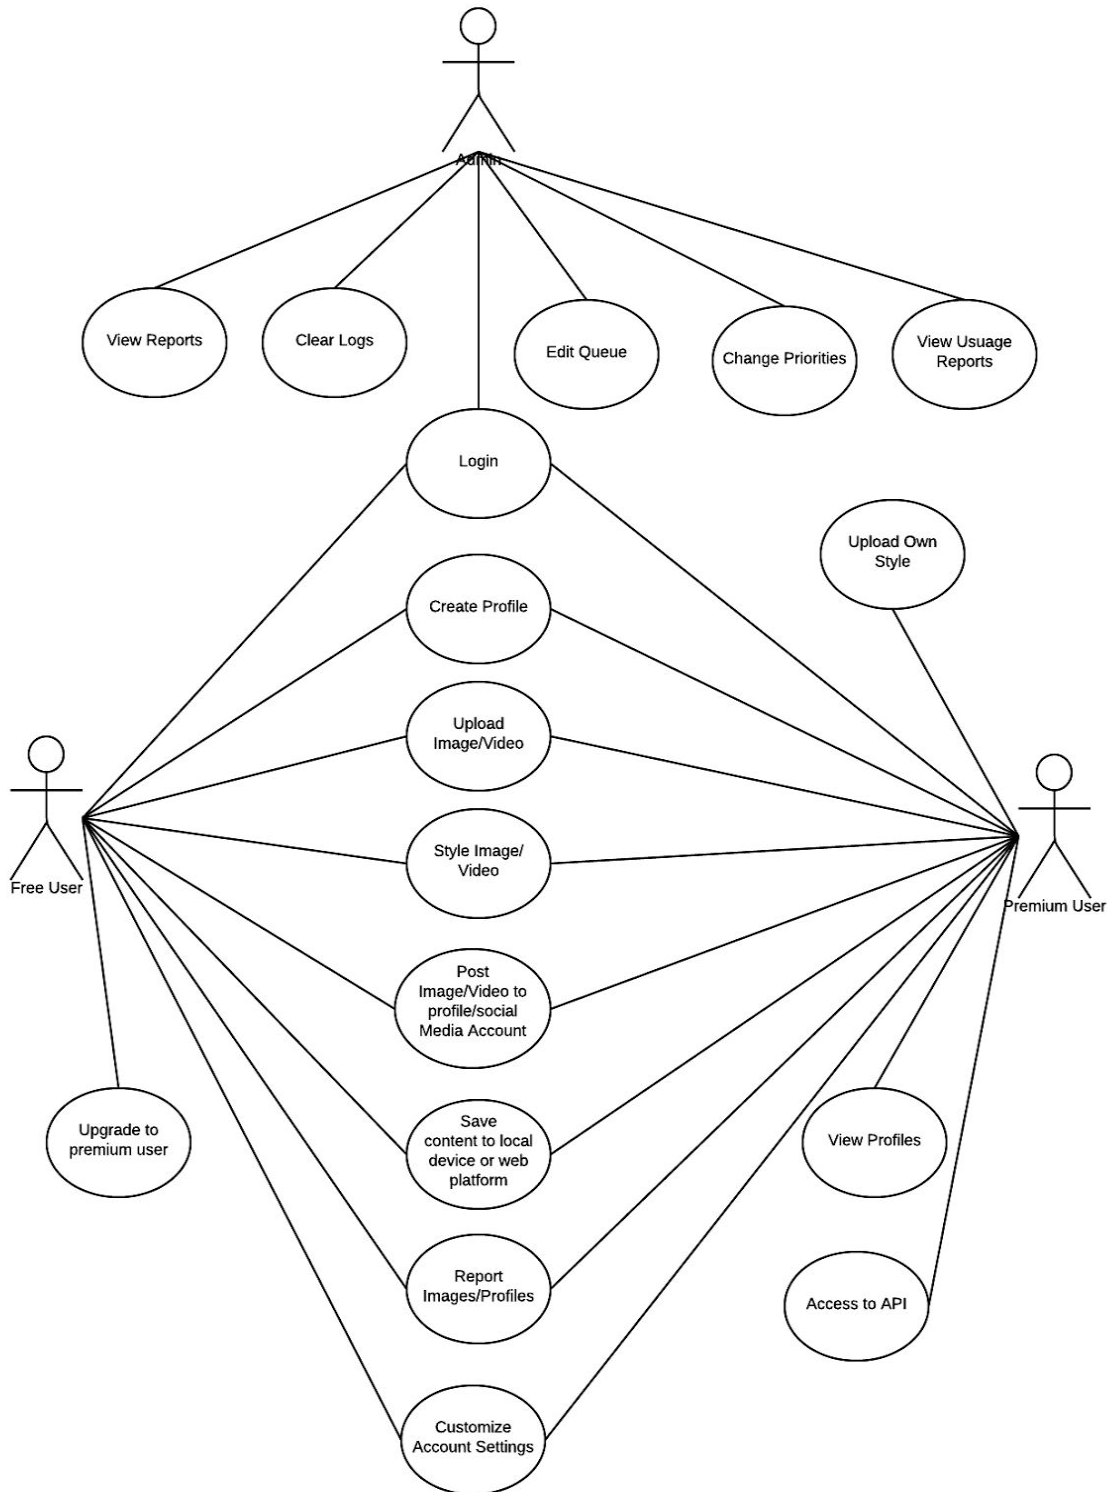 Admin
View Reports
Clear Logs
Edit Queue
Change Priorities
View Usuage
Reports
Login
Upload Own
Style
Create Profile
Upload
Image/Video
Free User
Style Image/
Video
Premium User
Post
Image/Video to
profile/social
Media Account
Upgrade to
premium user
Save
content to local
device or web
platform
View Profiles
Report
Images/Profiles
Access to API
Customize
Account Settings